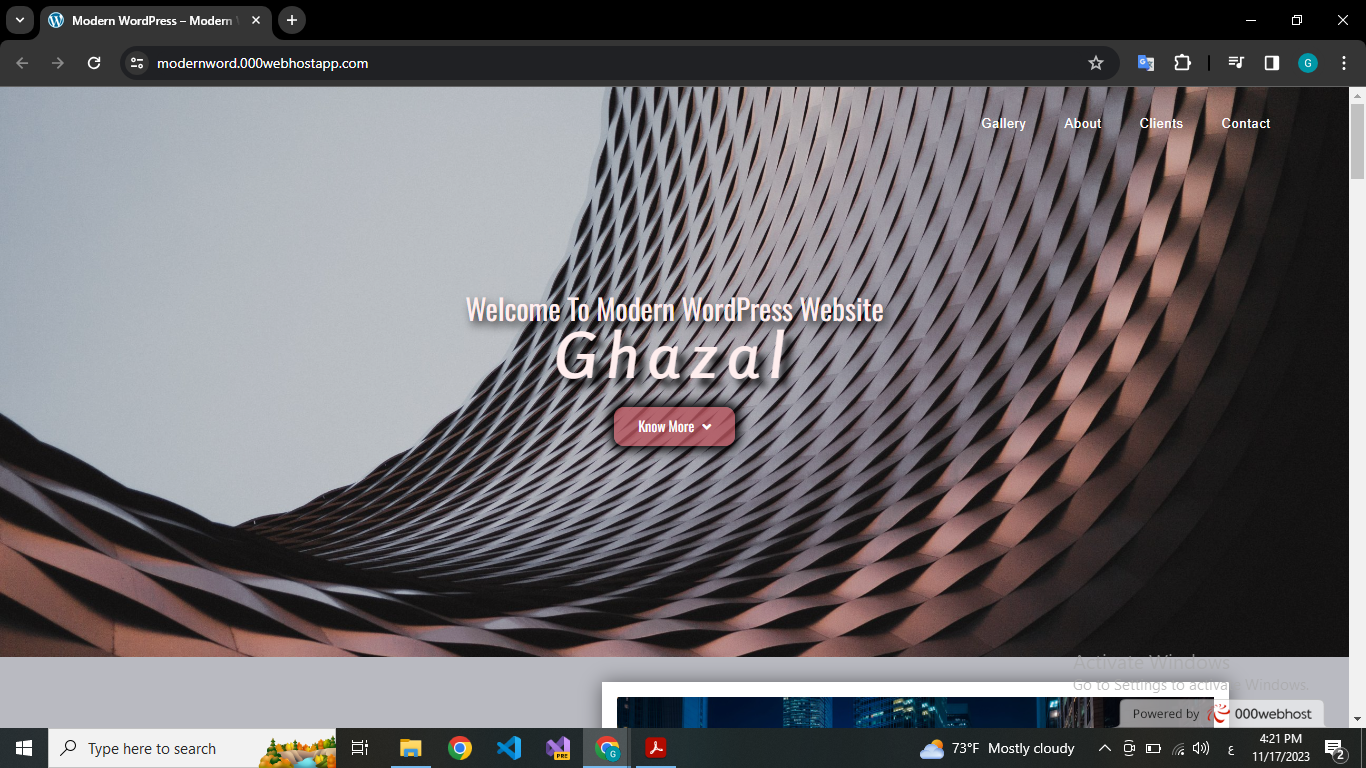 Modern WordPress – Modern
modernword.000webhostapp.com
G
Gallery About Clients Contact
Welcome To Modern WordPress Website
Ghazal
Know More
Activate Windows
Go to Settings to activate Windows.
Powered by 000webhost
Type here to search
PRE
G
73°F Mostly cloudy
ع
4:21 PM
11/17/2023
2